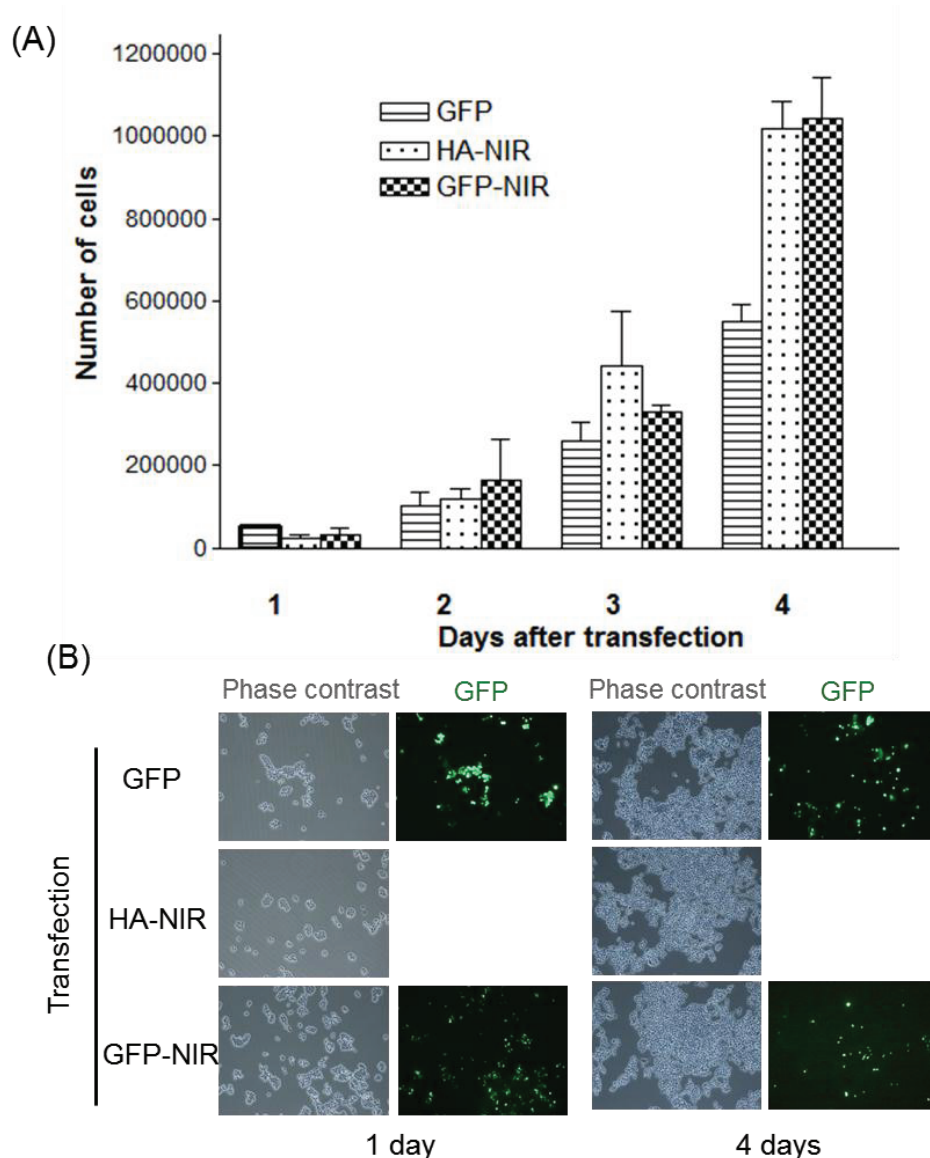 (A)
1200000
1000000
800000
600000
400000
200000
0
Number of cells
GFP
HA-NIR
GFP-NIR
1 2 3 4
Days after transfection
(B)
Phase contrast GFP Phase contrast GFP
Transfection
GFP
HA-NIR
GFP-NIR
1 day 4 days